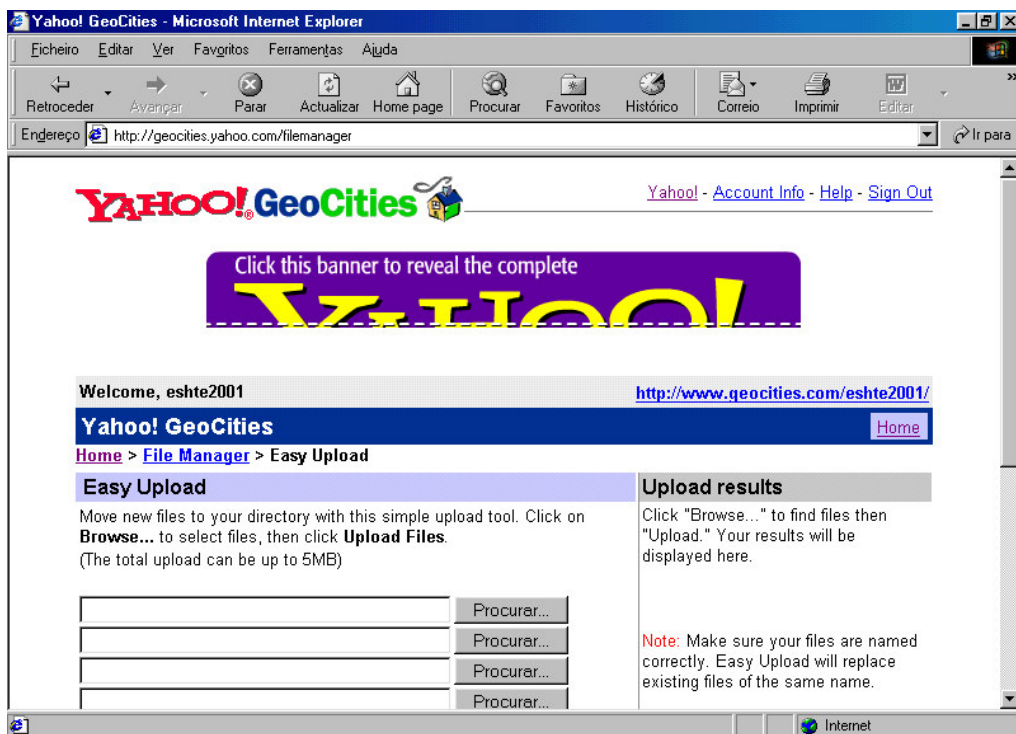 Yahoo! GeoCities - Microsoft Internet Explorer
Ficheiro Editar Ver Favoritos Ferramentas Ajuda
Retroceder Avançar Parar Actualizar Home page Procurar Favoritos Histórico Correio Imprimir Editar
Endereço http://geocities.yahoo.com/filemanager Ir para
YAHOO!® GeoCities Yahoo! - Account Info - Help - Sign Out
Click this banner to reveal the complete
YAHOO!
Welcome, eshte2001 http://www.geocities.com/eshte2001/
Yahoo! GeoCities Home
Home > File Manager > Easy Upload
Easy Upload
Move new files to your directory with this simple upload tool. Click on
Browse... to select files, then click Upload Files.
(The total upload can be up to 5MB)
Procurar...
Procurar...
Procurar...
Procurar...
Upload results
Click "Browse..." to find files then
"Upload." Your results will be
displayed here.
Note: Make sure your files are named
correctly. Easy Upload will replace
existing files of the same name.
Internet